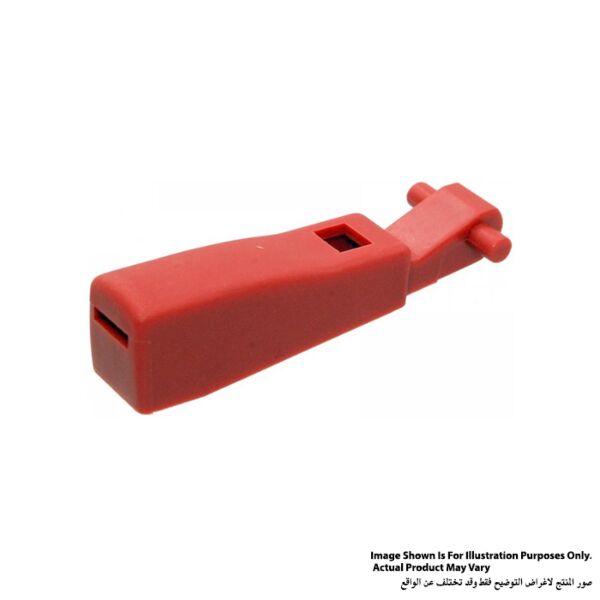 Image Shown Is For Illustration Purposes Only.
Actual Product May Vary
صور المنتج لاغراض التوضيح فقط وقد تختلف عن الواقع